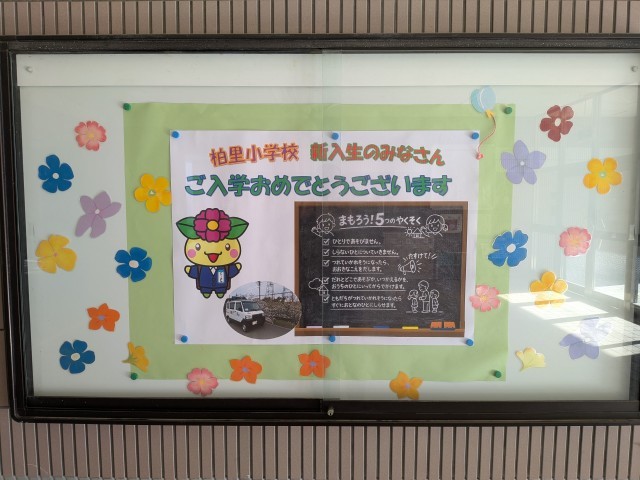 柏里小学校 新入生のみなさん
ご入学おめでとうございます
まもろう！5つのやくそく
ひとりであそびません。
しらないひとについていきません。
つれていかれそうになったら、
おおきなこえをだします。
たすけて！
だれとどこであそぶか、いつかえるかを、
おうちのひとにいってからでかけます。
ともだちがつれていかれそうになったら
すぐにおとなのひとにしらせます。